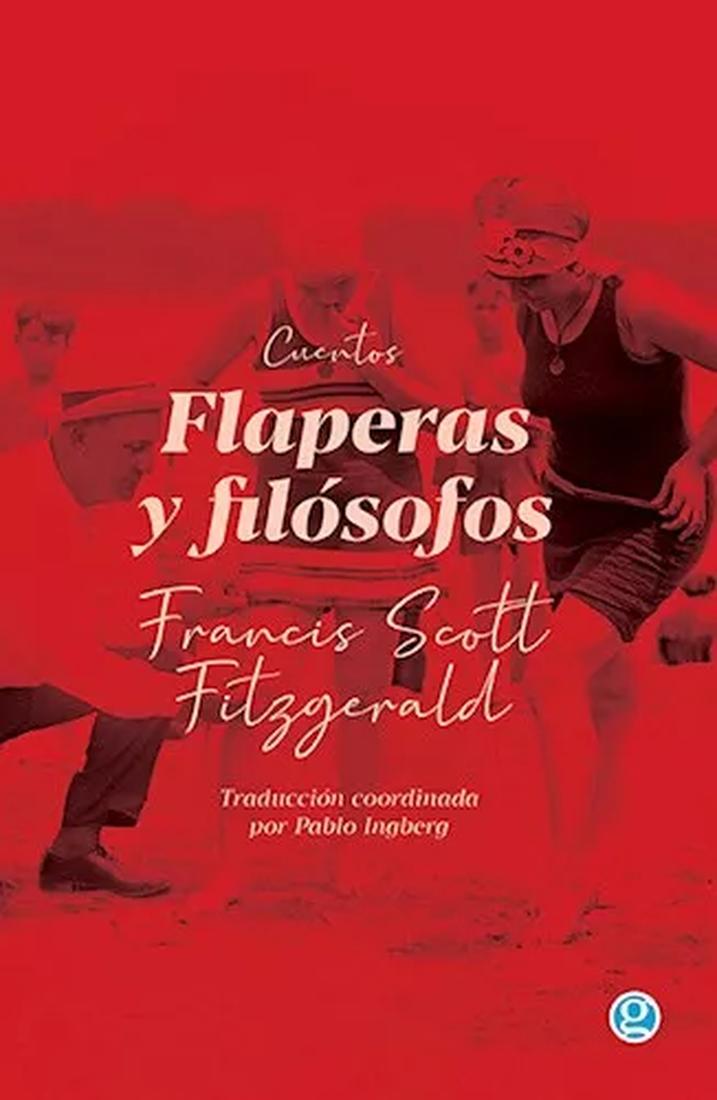 Cuentos
Flaperas
y filósofos
Francis Scott
Fitzgerald
Traducción coordinada
por Pablo Ingberg
g